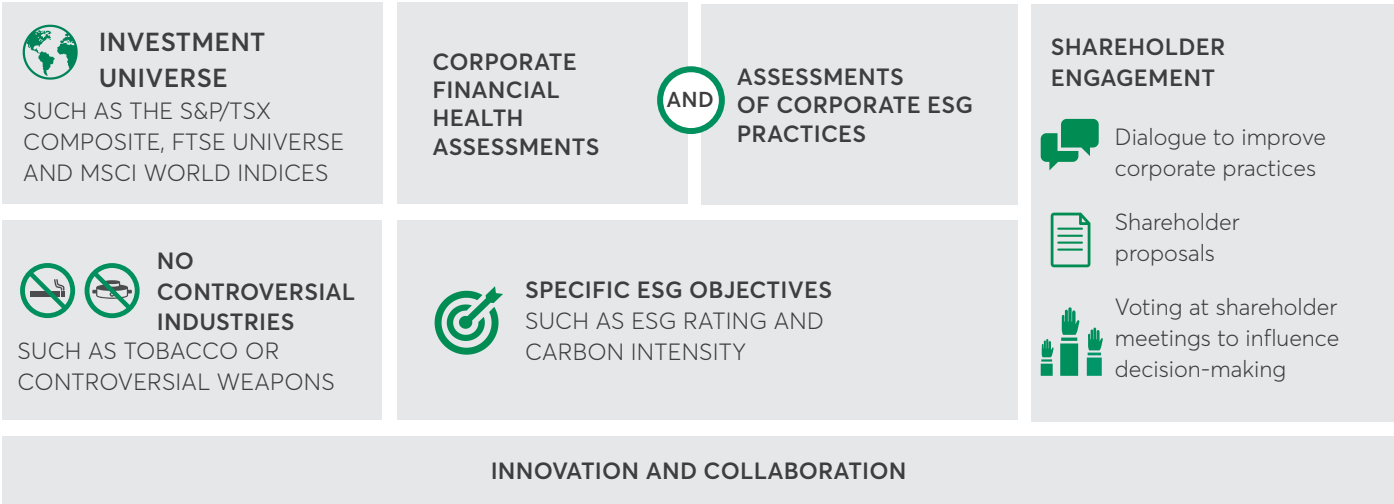 INVESTMENT
UNIVERSE
SUCH AS THE S&P/TSX
COMPOSITE, FTSE UNIVERSE
AND MSCI WORLD INDICES
NO
CONTROVERSIAL
INDUSTRIES
SUCH AS TOBACCO OR
CONTROVERSIAL WEAPONS
CORPORATE
FINANCIAL
HEALTH
ASSESSMENTS
AND
ASSESSMENTS
OF CORPORATE ESG
PRACTICES
SPECIFIC ESG OBJECTIVES
SUCH AS ESG RATING AND
CARBON INTENSITY
SHAREHOLDER
ENGAGEMENT
Dialogue to improve
corporate practices
Shareholder
proposals
Voting at shareholder
meetings to influence
decision-making
INNOVATION AND COLLABORATION